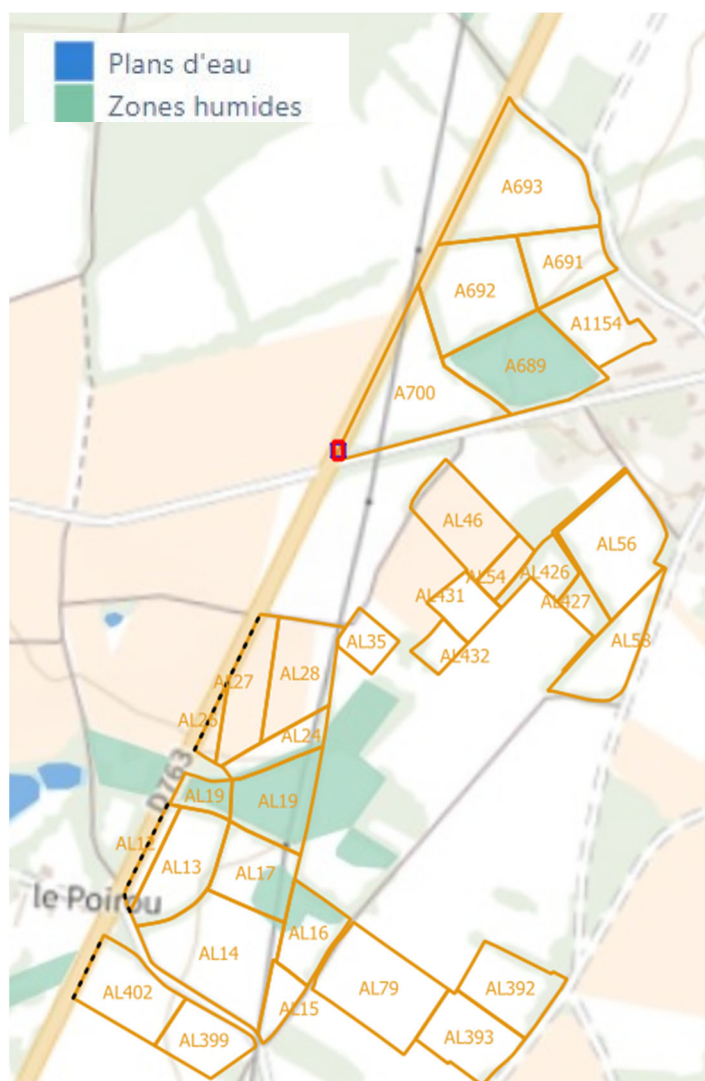 Plans d'eau
Zones humides
A693
A691
A692
A1154
A689
A700
AL46
AL56
AL54
AL426
AL431
AL427
AL35
AL432
AL58
AL28
AL27
AL26
AL24
D763
AL19
AL19
AL12
AL13
AL17
le Poirou
AL16
AL14
AL79
AL392
AL402
AL15
AL399
AL393